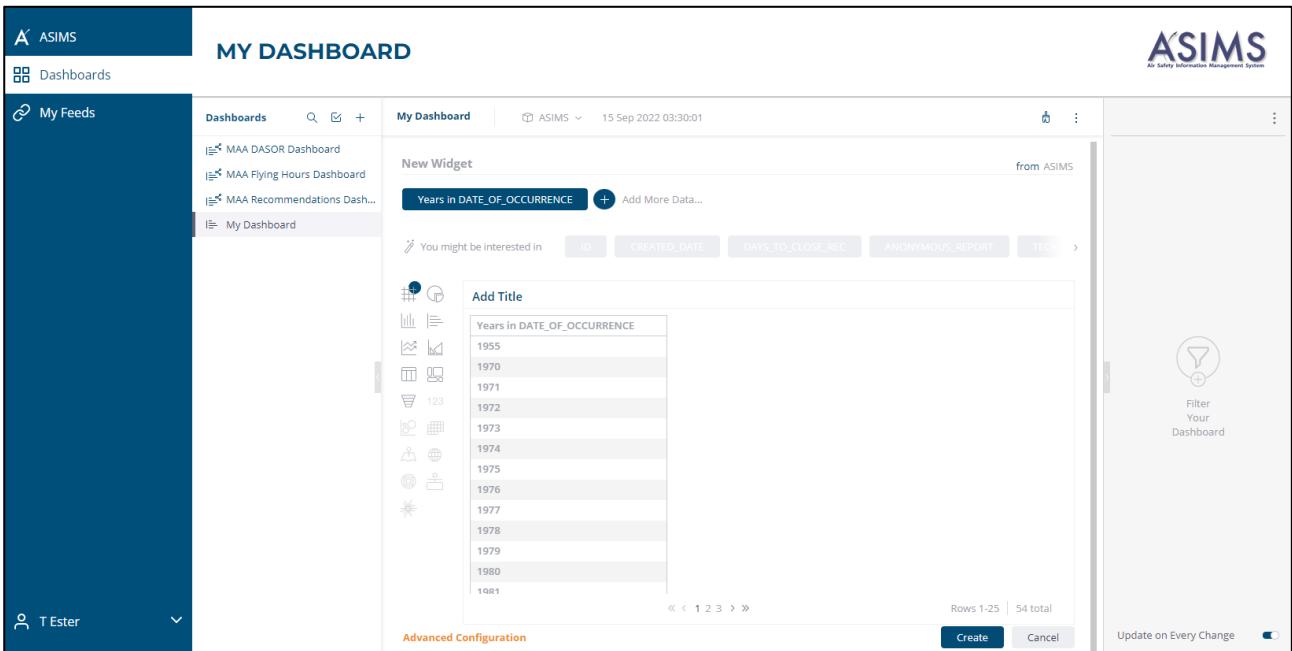 ASIMS
Dashboards
My Feeds
T Ester
MY DASHBOARD
ASIMS
Air Safety Information Management System
Dashboards
MAA DASOR Dashboard
MAA Flying Hours Dashboard
MAA Recommendations Dash...
My Dashboard
My Dashboard
ASIMS
15 Sep 2022 03:30:01
New Widget
from ASIMS
Years in DATE_OF_OCCURRENCE
Add More Data...
You might be interested in
ID
CREATED_DATE
DAYS_TO_CLOSE_REC
ANONYMOUS_REPORT
123
Add Title
Years in DATE_OF_OCCURRENCE
1955
1970
1971
1972
1973
1974
1975
1976
1977
1978
1979
1980
1981
« < 1 2 3 > »
Rows 1-25
54 total
Advanced Configuration
Create
Cancel
Filter
Your
Dashboard
Update on Every Change